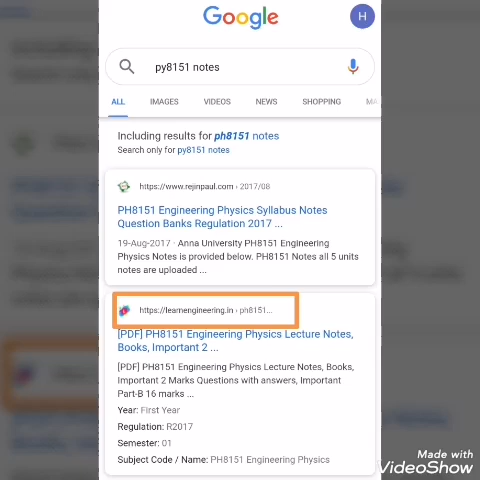 Google
H
py8151 notes
ALL IMAGES VIDEOS NEWS SHOPPING MA
Including results for ph8151 notes
Search only for py8151 notes
https://www.rejinpaul.com › 2017/08
PH8151 Engineering Physics Syllabus Notes
Question Banks Regulation 2017 ...
19-Aug-2017 · Anna University PH8151 Engineering
Physics Notes is provided below. PH8151 Notes all 5 units
notes are uploaded ...
https://learnengineering.in › ph8151...
[PDF] PH8151 Engineering Physics Lecture Notes,
Books, Important 2 ...
[PDF] PH8151 Engineering Physics Lecture Notes, Books,
Important 2 Marks Questions with answers, Important
Part-B 16 marks ...
Year: First Year
Regulation: R2017
Semester: 01
Subject Code / Name: PH8151 Engineering Physics
Made with
VideoShow